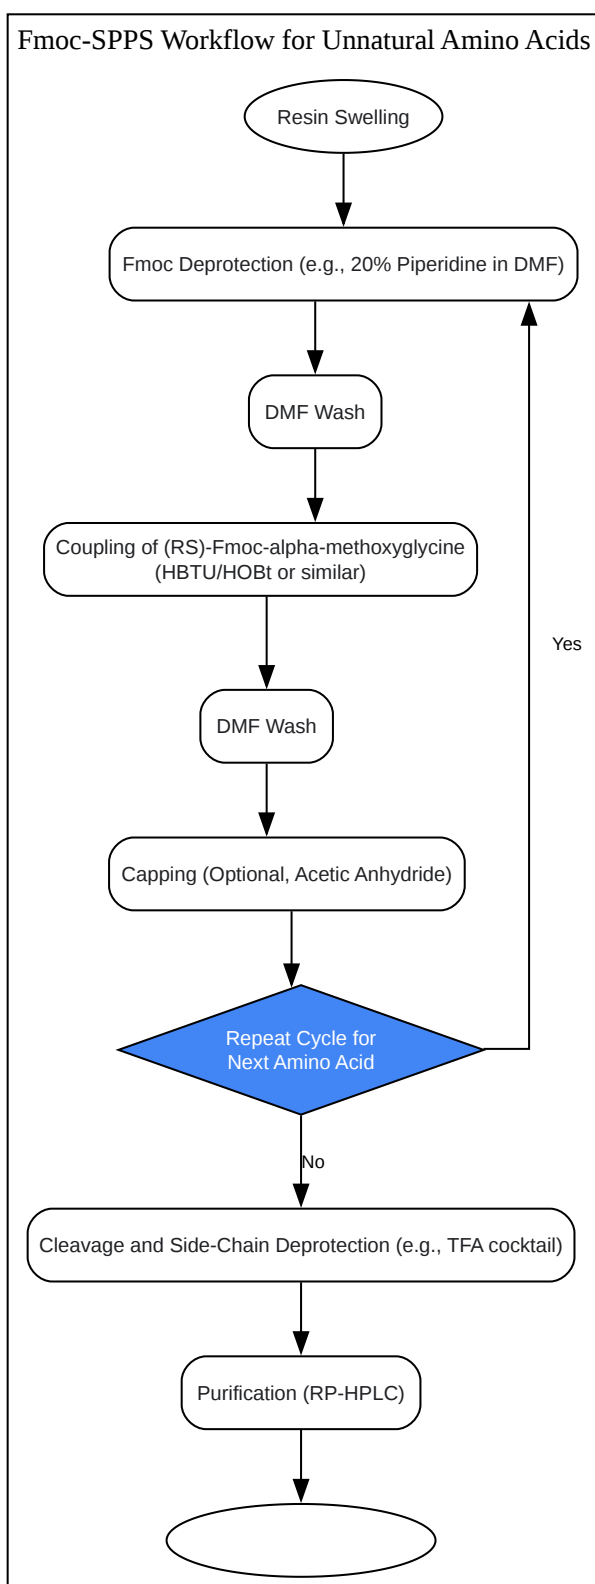 Fmoc-SPPS Workflow for Unnatural Amino Acids
Resin Swelling
Fmoc Deprotection (e.g., 20% Piperidine in DMF)
DMF Wash
Coupling of (RS)-Fmoc-alpha-methoxyglycine
(HBTU/HOBt or similar)
Yes
DMF Wash
Capping (Optional, Acetic Anhydride)
Repeat Cycle for
Next Amino Acid
No
Cleavage and Side-Chain Deprotection (e.g., TFA cocktail)
Purification (RP-HPLC)